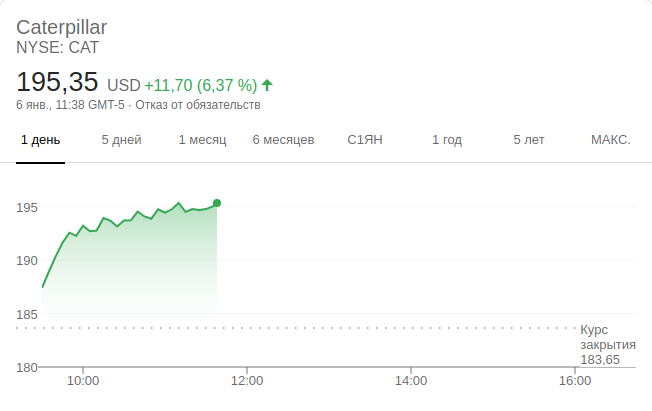 Caterpillar
NYSE: CAT
195,35 USD +11,70 (6,37 %)
6 янв., 11:38 GMT-5 · Отказ от обязательств
1 день 5 дней 1 месяц 6 месяцев С1ЯН 1 год 5 лет МАКС.
195
190
185
Курс
закрытия
183,65
180
10:00 12:00 14:00 16:00